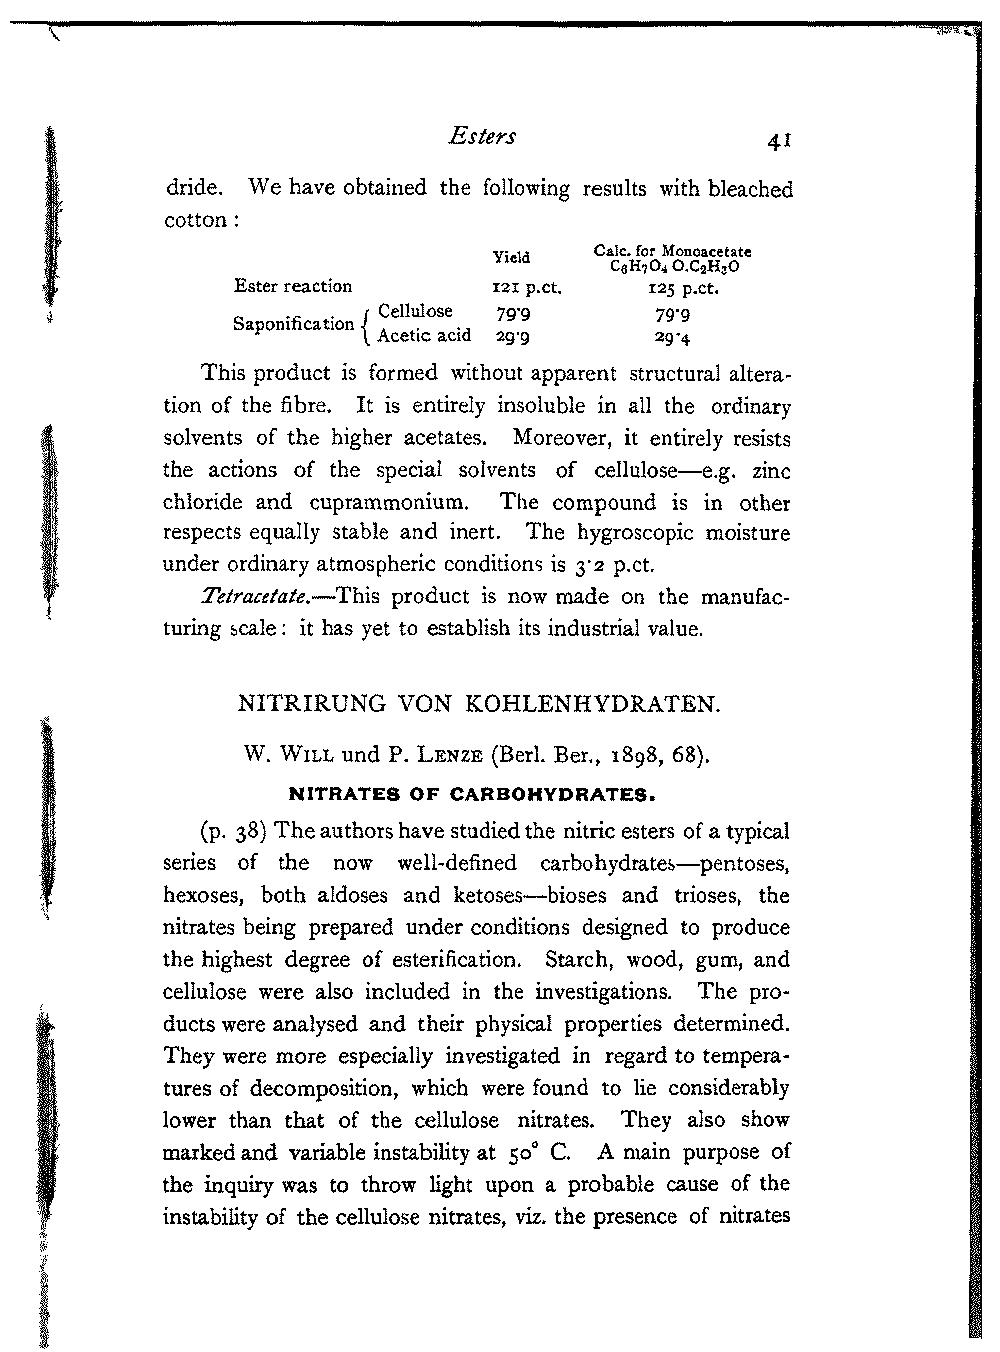 Esters 41
dride. We have obtained the following results with bleached
cotton :
Yield Calc. for Monoacetate
C6H7O4 O.C2H3O
Ester reaction 121 p.ct. 125 p.ct.
Saponification { Cellulose 79·9 79·9
Acetic acid 29·9 29·4
This product is formed without apparent structural altera-
tion of the fibre. It is entirely insoluble in all the ordinary
solvents of the higher acetates. Moreover, it entirely resists
the actions of the special solvents of cellulose—e.g. zinc
chloride and cuprammonium. The compound is in other
respects equally stable and inert. The hygroscopic moisture
under ordinary atmospheric conditions is 3·2 p.ct.
Tetracetate.—This product is now made on the manufac-
turing scale: it has yet to establish its industrial value.
NITRIRUNG VON KOHLENHYDRATEN.
W. WILL und P. LENZE (Berl. Ber., 1898, 68).
NITRATES OF CARBOHYDRATES.
(p. 38) The authors have studied the nitric esters of a typical
series of the now well-defined carbohydrates—pentoses,
hexoses, both aldoses and ketoses—bioses and trioses, the
nitrates being prepared under conditions designed to produce
the highest degree of esterification. Starch, wood, gum, and
cellulose were also included in the investigations. The pro-
ducts were analysed and their physical properties determined.
They were more especially investigated in regard to tempera-
tures of decomposition, which were found to lie considerably
lower than that of the cellulose nitrates. They also show
marked and variable instability at 50° C. A main purpose of
the inquiry was to throw light upon a probable cause of the
instability of the cellulose nitrates, viz. the presence of nitrates